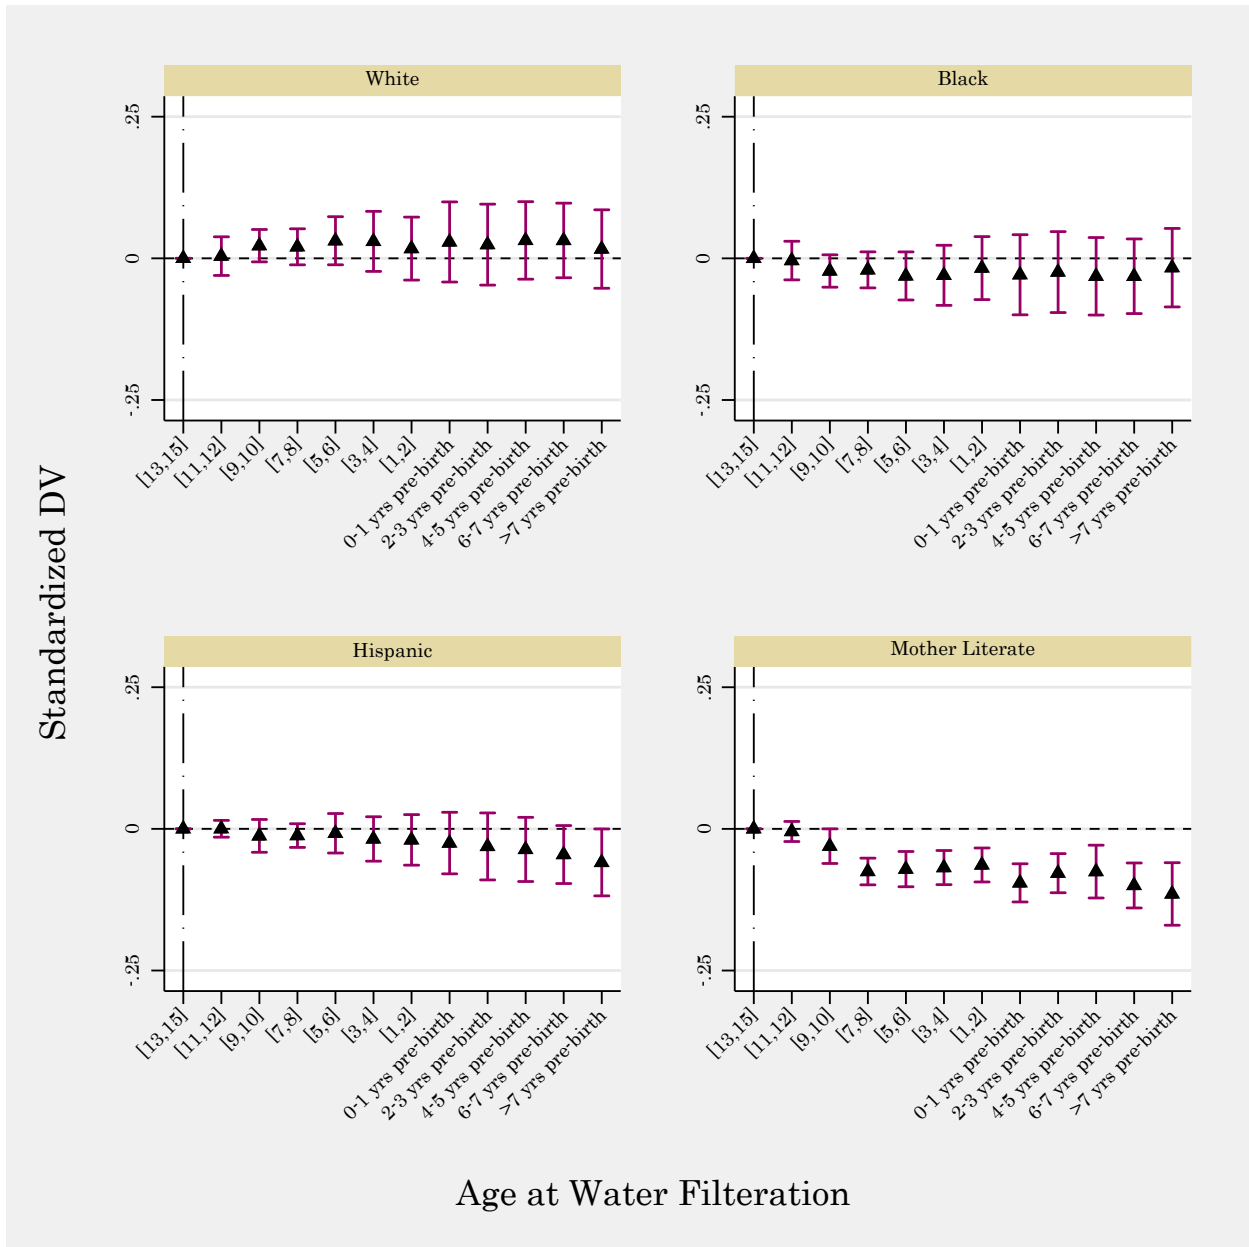 White
.25
0
-.25
[13,15]
[11,12]
[9,10]
[7,8]
[5,6]
[3,4]
[1,2]
0-1 yrs pre-birth
2-3 yrs pre-birth
4-5 yrs pre-birth
6-7 yrs pre-birth
>7 yrs pre-birth
Black
.25
0
-.25
[13,15]
[11,12]
[9,10]
[7,8]
[5,6]
[3,4]
[1,2]
0-1 yrs pre-birth
2-3 yrs pre-birth
4-5 yrs pre-birth
6-7 yrs pre-birth
>7 yrs pre-birth
Standardized DV
Hispanic
.25
0
-.25
[13,15]
[11,12]
[9,10]
[7,8]
[5,6]
[3,4]
[1,2]
0-1 yrs pre-birth
2-3 yrs pre-birth
4-5 yrs pre-birth
6-7 yrs pre-birth
>7 yrs pre-birth
Mother Literate
.25
0
-.25
[13,15]
[11,12]
[9,10]
[7,8]
[5,6]
[3,4]
[1,2]
0-1 yrs pre-birth
2-3 yrs pre-birth
4-5 yrs pre-birth
6-7 yrs pre-birth
>7 yrs pre-birth
Age at Water Filteration